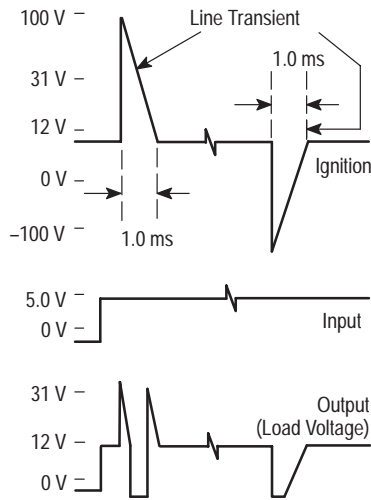 100 V
Line Transient
1.0 ms
31 V
12 V
Ignition
0 V
–100 V
1.0 ms
5.0 V
0 V
Input
31 V
Output
(Load Voltage)
12 V
0 V